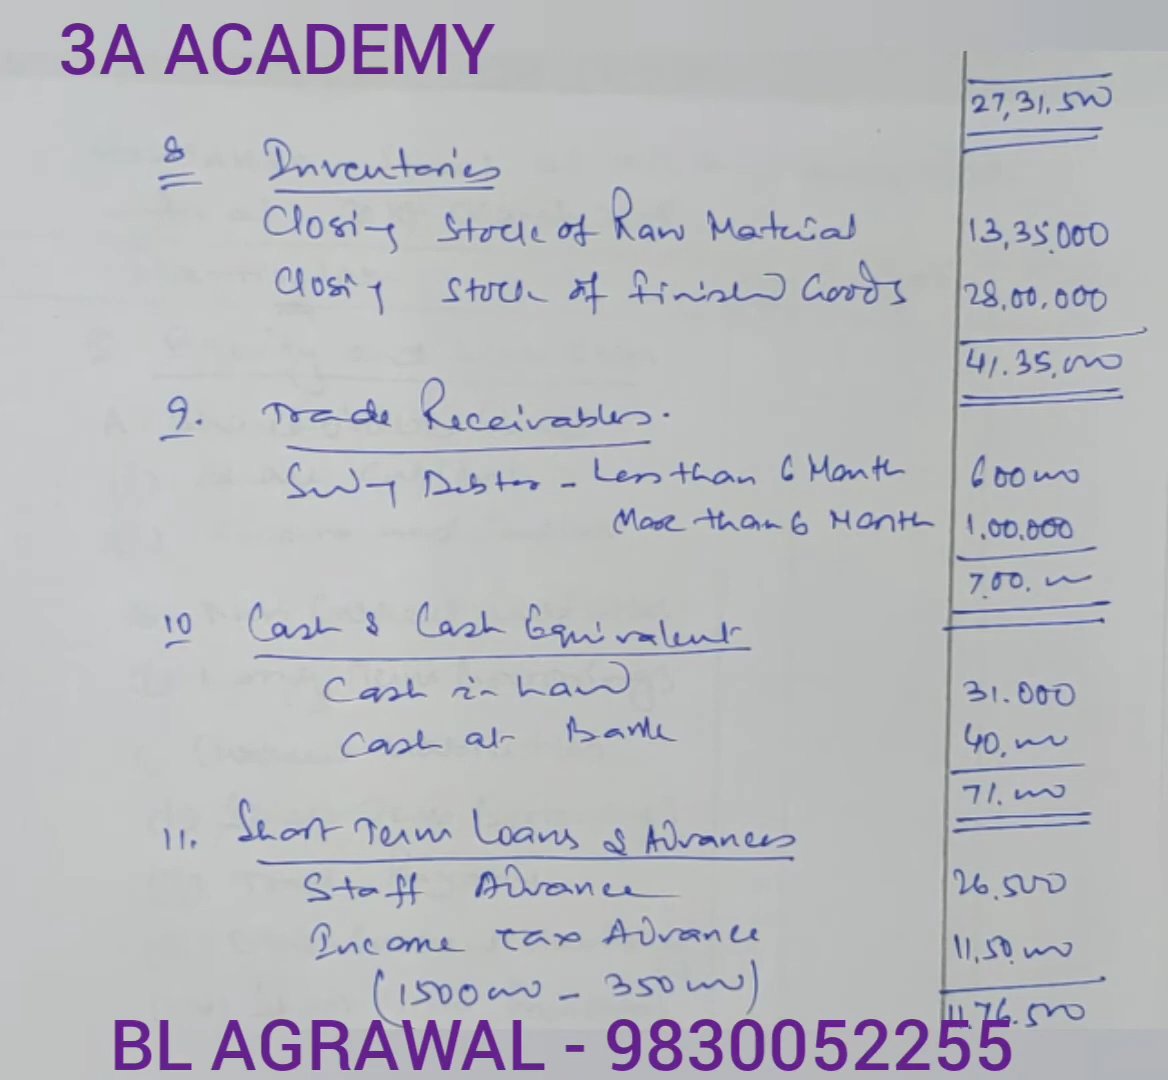 3A ACADEMY
27,31,500
8 Inventories
Closing Stock of Raw Material 13,35,000
Closing Stock of finished Goods 28,00,000
41,35,000
9. Trade Receivables.
Sundry Debtor - Less than 6 Month 600000
More than 6 Month 1,00,000
7,00,000
10 Cash & Cash Equivalent
Cash in hand 31.000
Cash at Bank 40,000
71.000
11. Short Term Loans & Advances
Staff Advance 26,500
Income tax Advance 11,50,000
(1500000 - 350000)
11,76,500
BL AGRAWAL - 9830052255